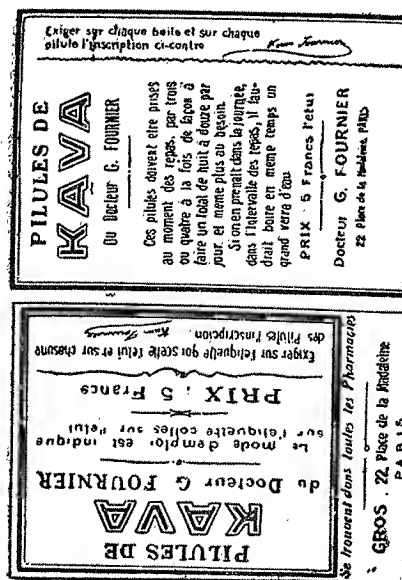 Exiger sur chaque boite et sur chaque
pilule l'inscription ci-contre
Kava Fournier
PILULES DE
KAVA
DU Docteur G. FOURNIER
Ces pilules doivent être prises
au moment des repas, par trois
ou quatre à la fois de façon à
faire un total de huit à douze par
jour, et même plus au besoin.
Si on en prenait dans la journée,
dans l'intervalle des repas, il fau-
drait boire en même temps un
grand verre d'eau
PRIX : 5 Francs l'étui
Docteur G. FOURNIER
22 Place de la Madeleine, PARIS
PILULES DE
KAVA
du Docteur G FOURNIER
Le mode d'emploi est indiqué
sur l'étiquette collée sur l'étui
PRIX : 5 Francs
Exiger sur l'étiquette qui scelle l'étui et sur chacune
des Pilules l'inscription Kava Fournier
Se trouvent dans toutes les Pharmacies
GROS . 22, Place de la Madeleine
PARIS